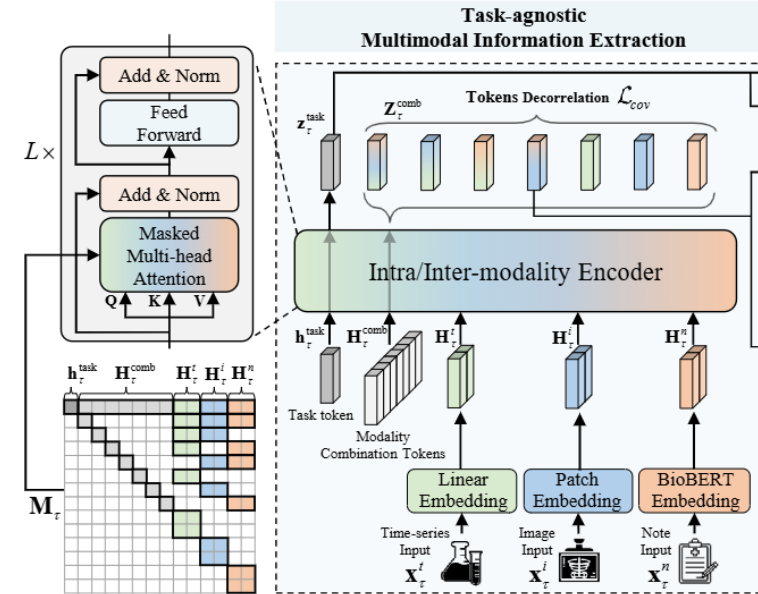 Task-agnostic
Multimodal Information Extraction
Add & Norm
Feed
Forward
L×
Add & Norm
Masked
Multi-head
Attention
Q K V
z_τ^task
Z_τ^comb
Tokens Decorrelation ℒ_cov
Intra/Inter-modality Encoder
h_τ^task H_τ^comb H_τ^t H_τ^i H_τ^n
Task token
Modality
Combination Tokens
Linear
Embedding
Patch
Embedding
BioBERT
Embedding
Time-series
Input
X_τ^t
Image
Input
X_τ^i
Note
Input
X_τ^n
h_τ^task H_τ^comb H_τ^t H_τ^i H_τ^n
M_τ